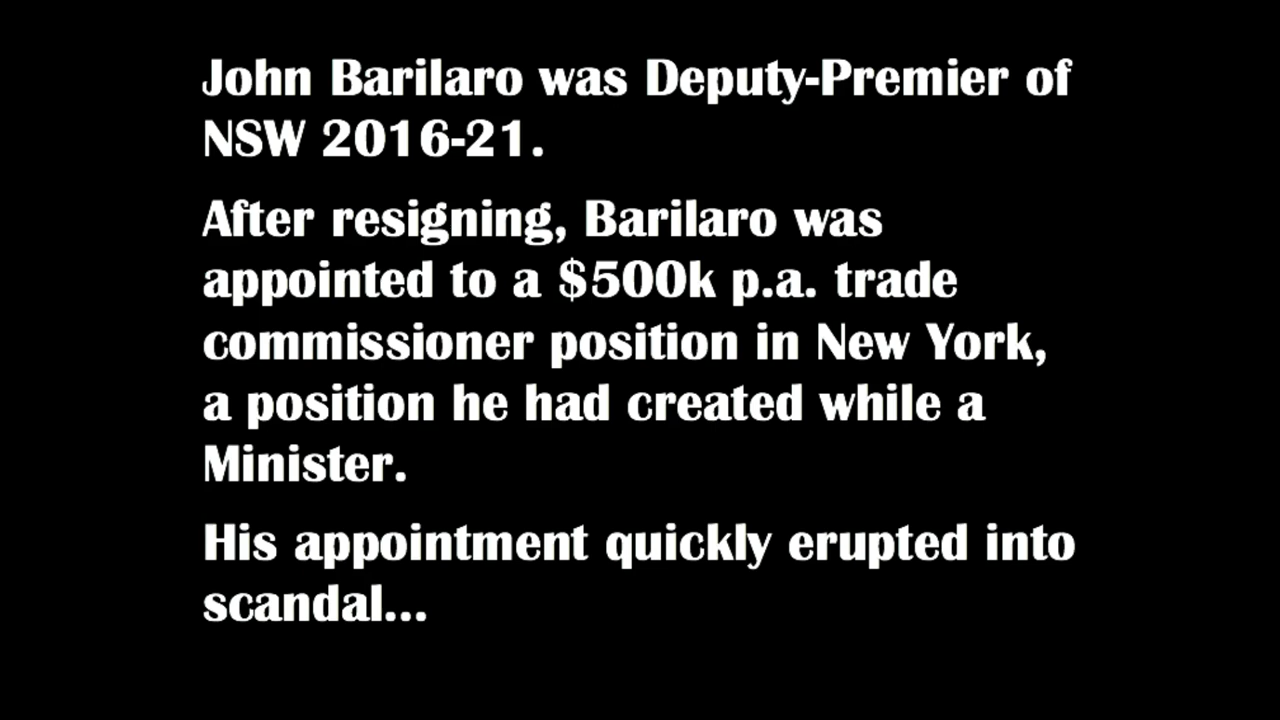 John Barilaro was Deputy-Premier of
NSW 2016-21.
After resigning, Barilaro was
appointed to a $500k p.a. trade
commissioner position in New York,
a position he had created while a
Minister.
His appointment quickly erupted into
scandal...